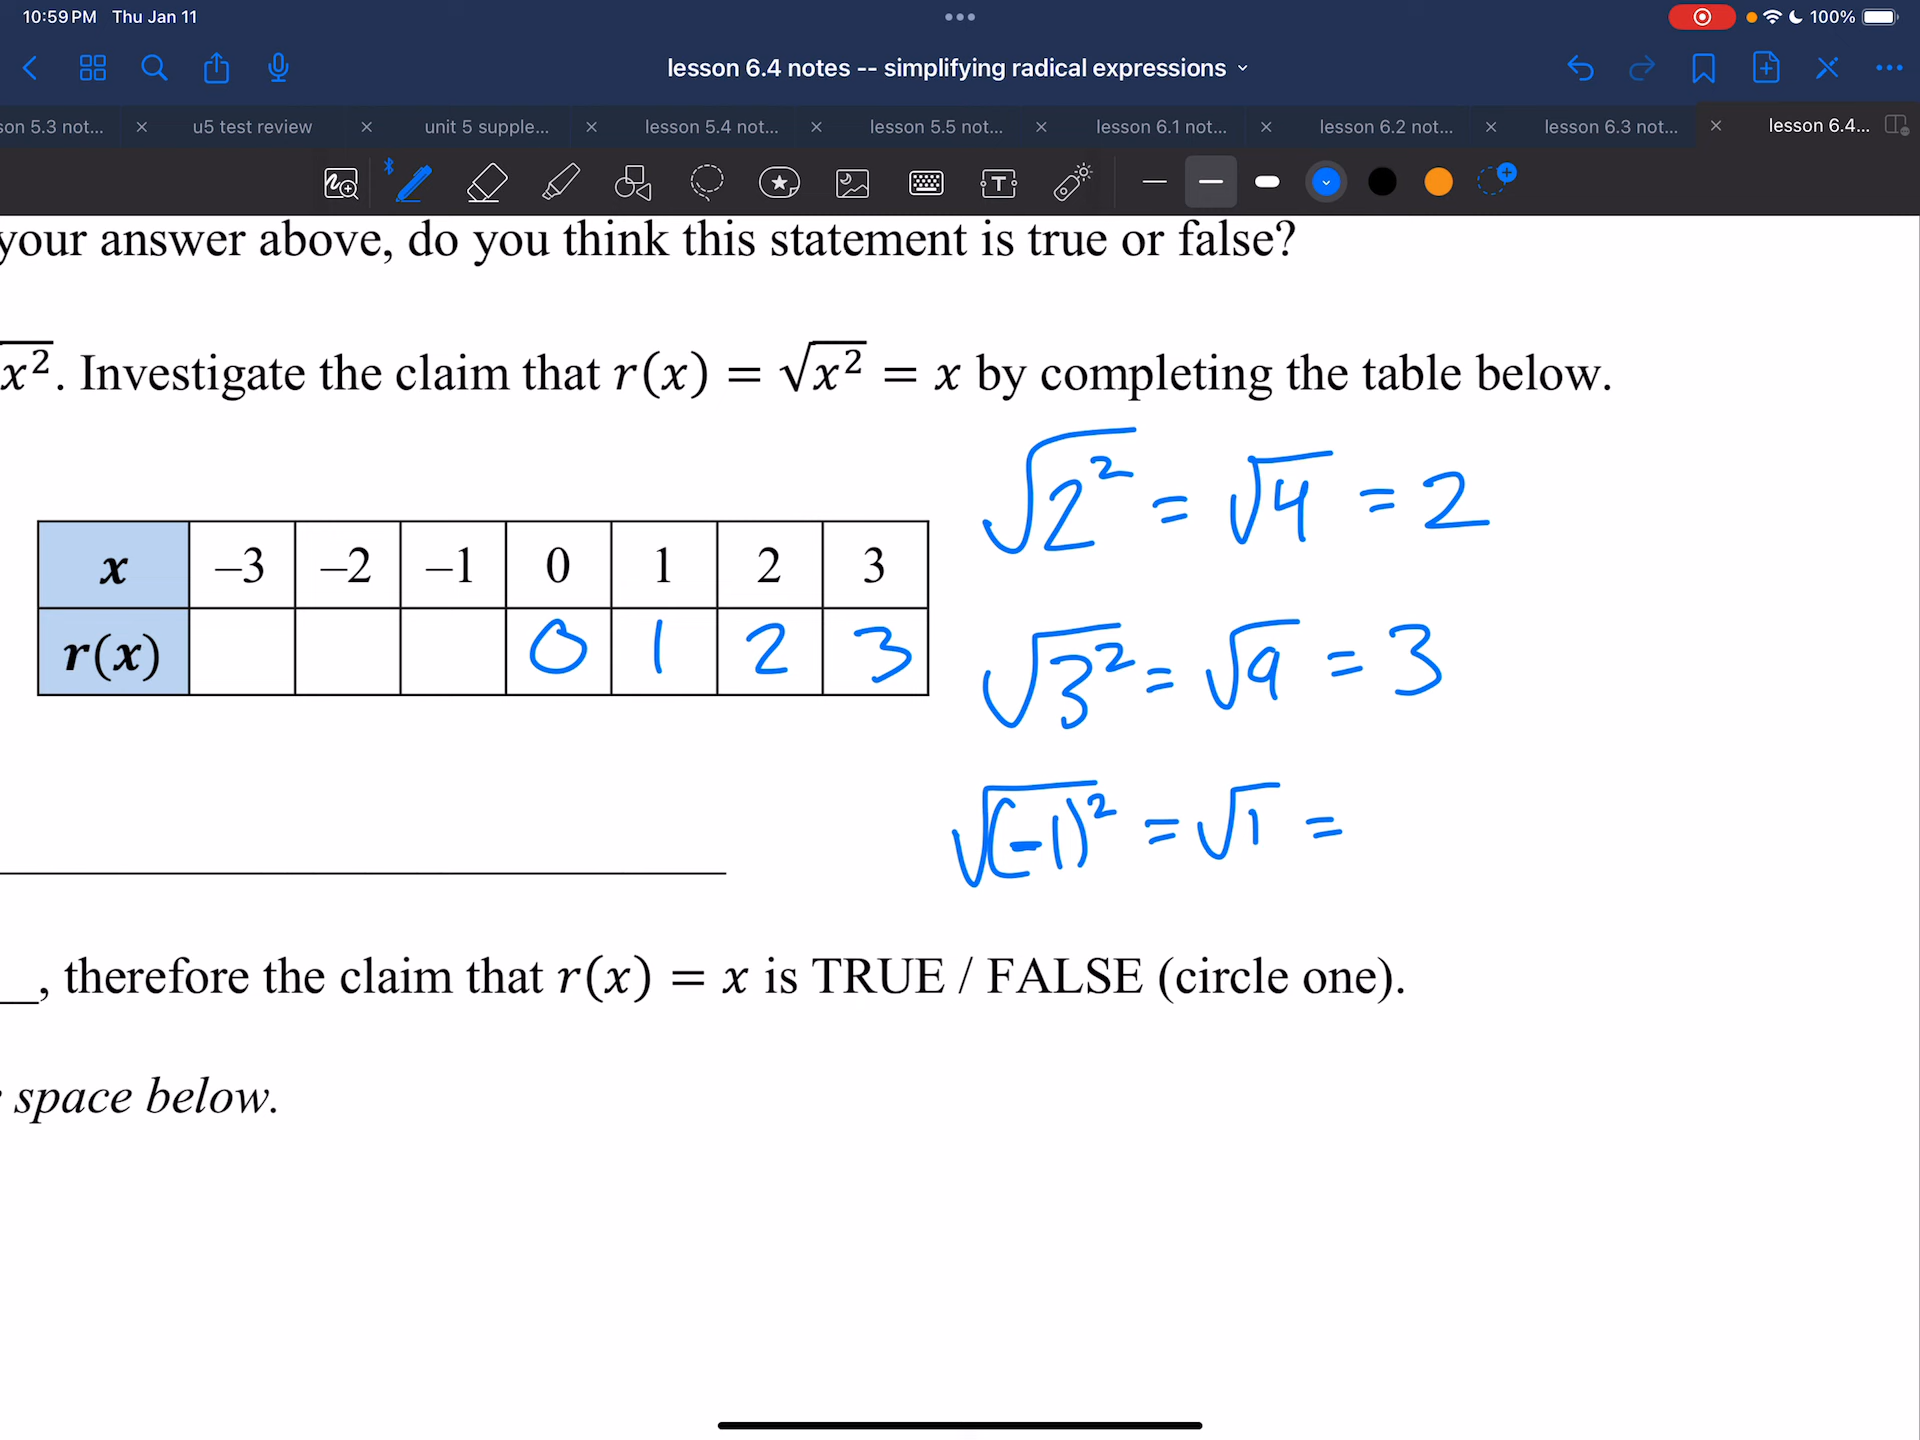 10:59 PM Thu Jan 11 100%
lesson 6.4 notes -- simplifying radical expressions
son 5.3 not... u5 test review unit 5 supple... lesson 5.4 not... lesson 5.5 not... lesson 6.1 not... lesson 6.2 not... lesson 6.3 not... lesson 6.4...
your answer above, do you think this statement is true or false?
x². Investigate the claim that r(x) = √x² = x by completing the table below.
√2² = √4 = 2
x –3 –2 –1 0 1 2 3
r(x) 0 1 2 3
√3² = √9 = 3
√(-1)² = √1 =
__, therefore the claim that r(x) = x is TRUE / FALSE (circle one).
space below.